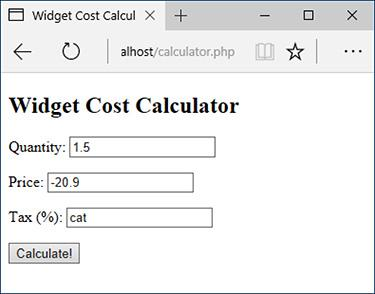 Widget Cost Calcul
alhost/calculator.php
Widget Cost Calculator
Quantity: 1.5
Price: -20.9
Tax (%): cat
Calculate!